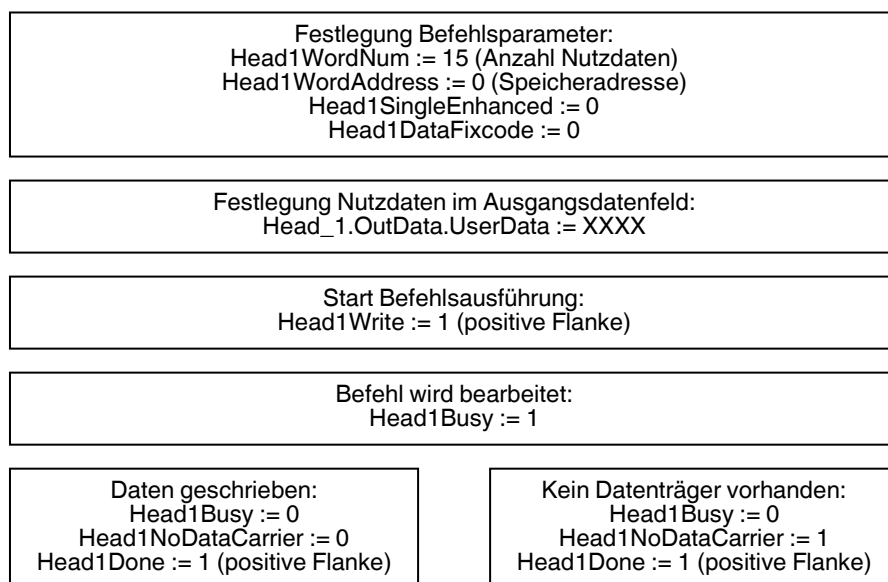 Festlegung Befehlsparameter:
Head1WordNum := 15 (Anzahl Nutzdaten)
Head1WordAddress := 0 (Speicheradresse)
Head1SingleEnhanced := 0
Head1DataFixcode := 0
Festlegung Nutzdaten im Ausgangsdatenfeld:
Head_1.OutData.UserData := XXXX
Start Befehlsausführung:
Head1Write := 1 (positive Flanke)
Befehl wird bearbeitet:
Head1Busy := 1
Daten geschrieben:
Head1Busy := 0
Head1NoDataCarrier := 0
Head1Done := 1 (positive Flanke)
Kein Datenträger vorhanden:
Head1Busy := 0
Head1NoDataCarrier := 1
Head1Done := 1 (positive Flanke)